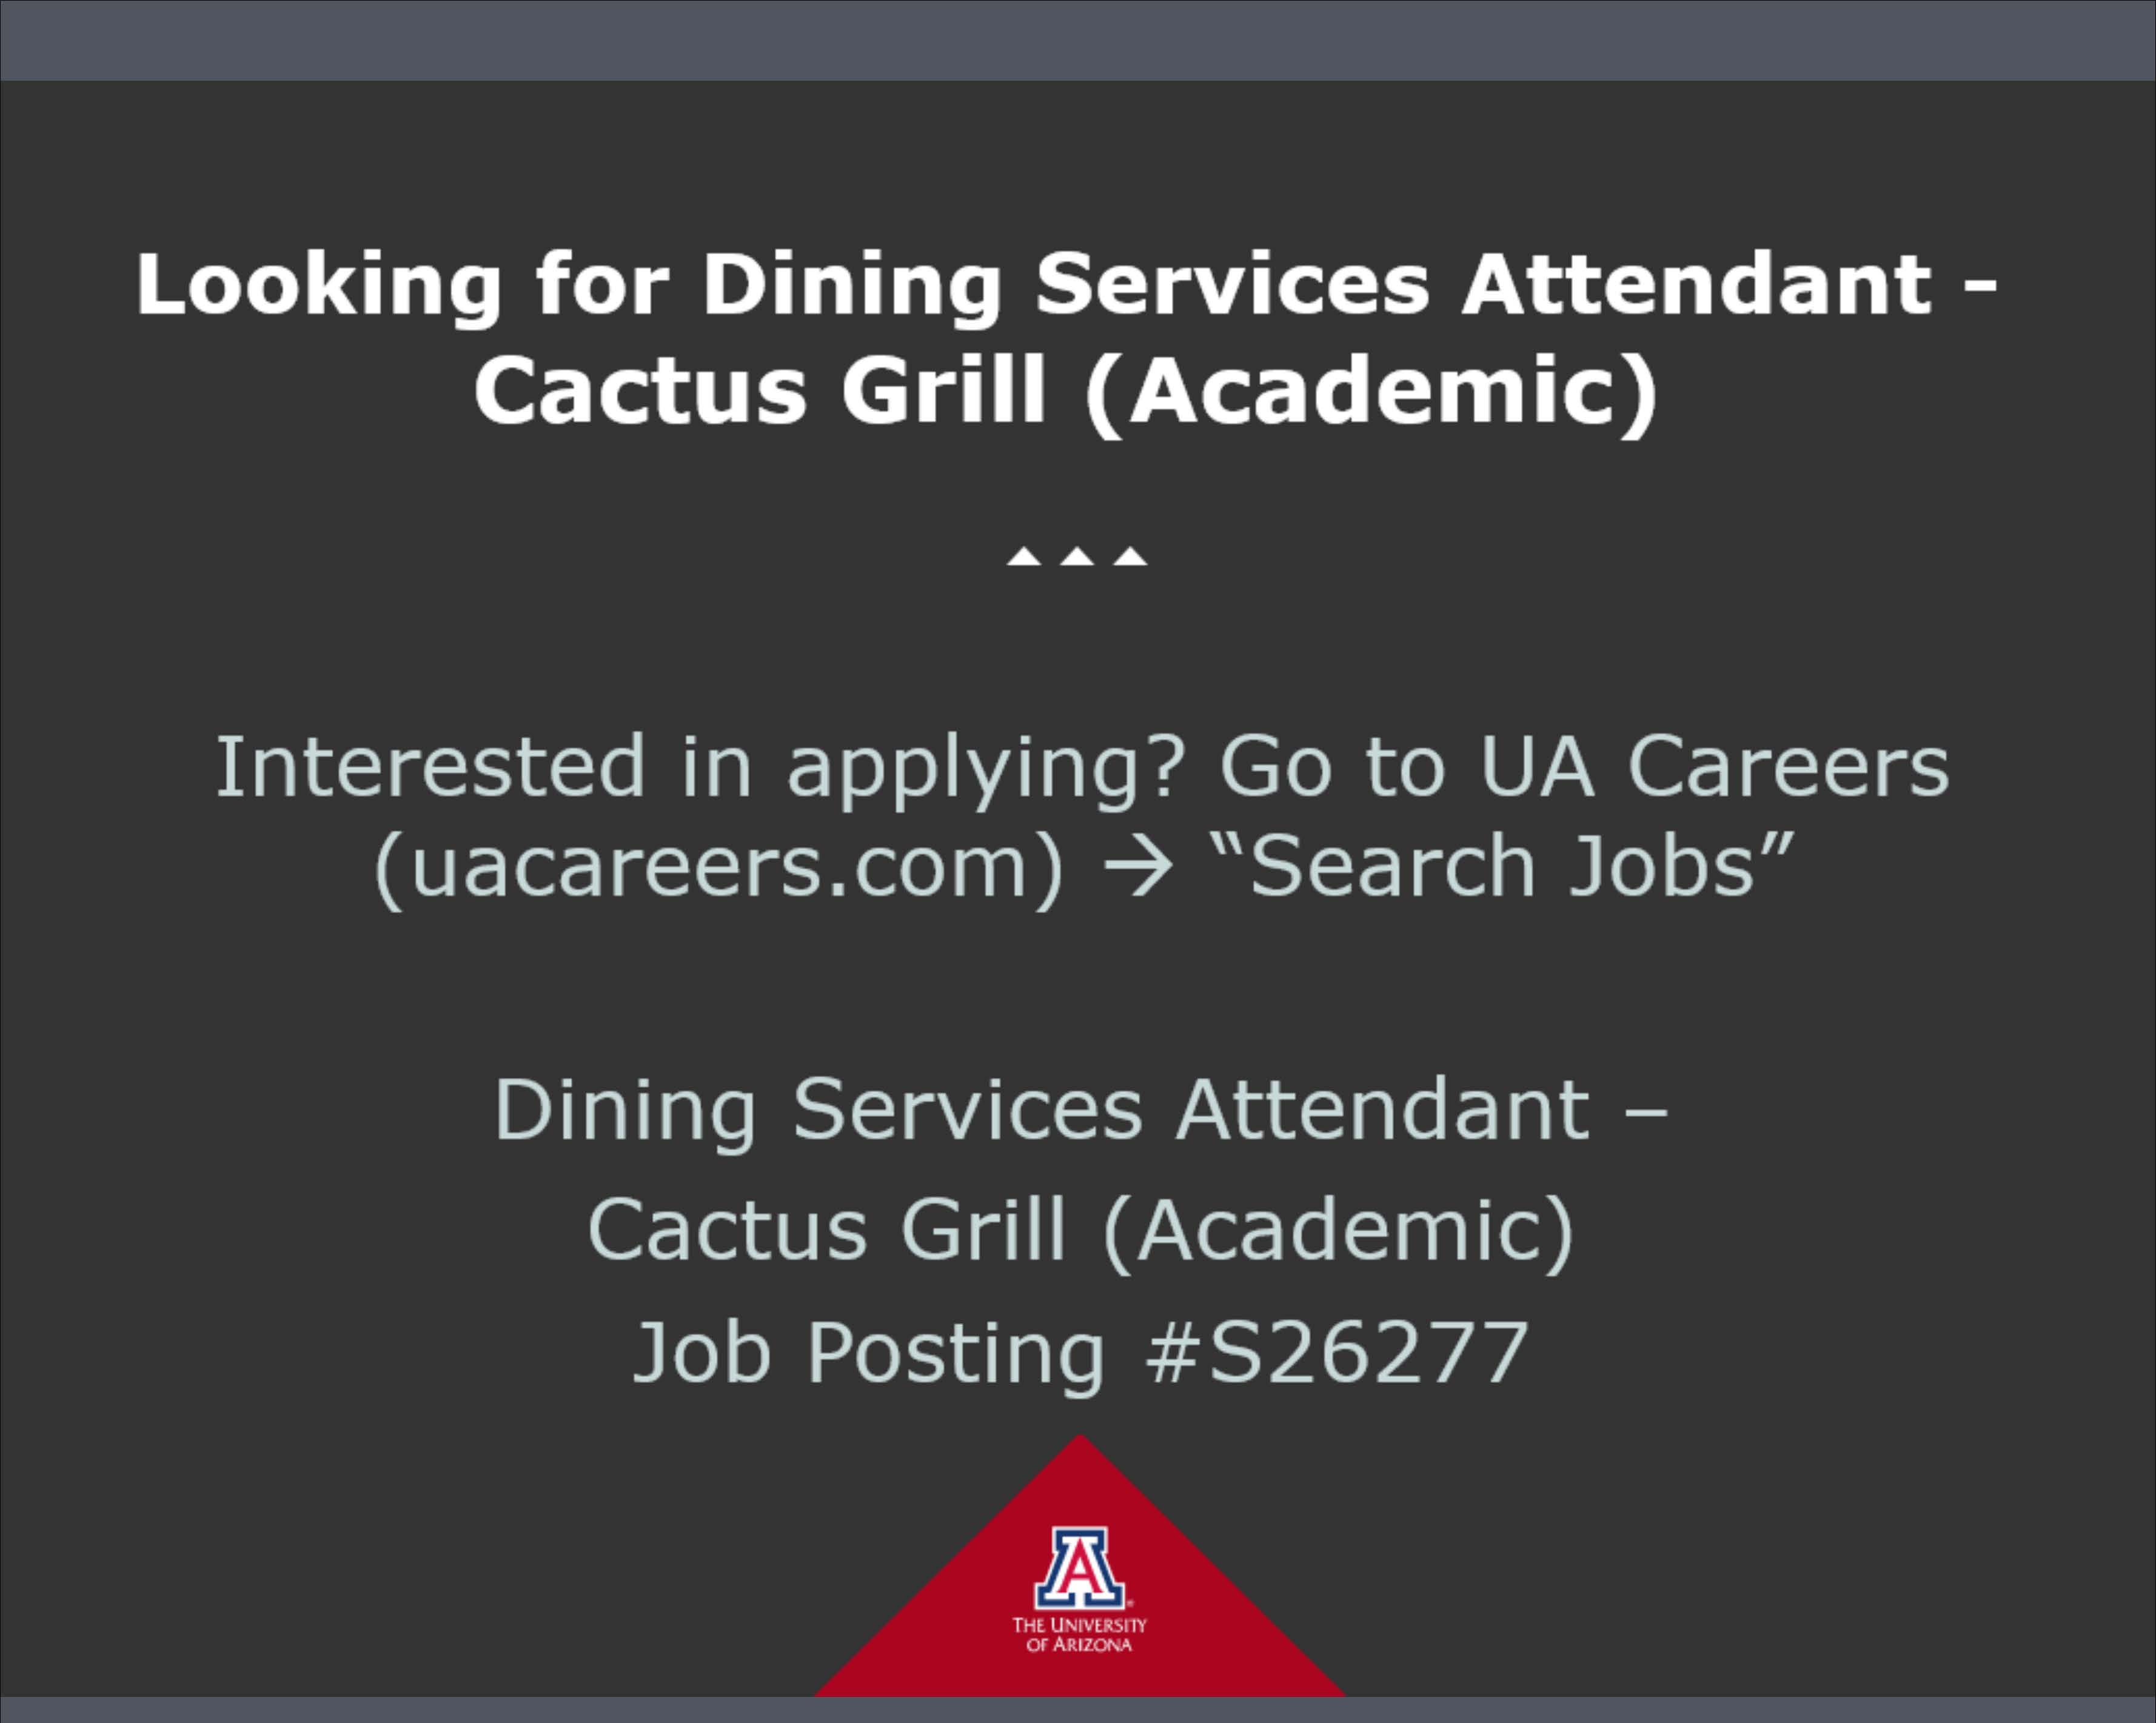 Looking for Dining Services Attendant -
Cactus Grill (Academic)
Interested in applying? Go to UA Careers
(uacareers.com) → “Search Jobs”
Dining Services Attendant –
Cactus Grill (Academic)
Job Posting #S26277
A
THE UNIVERSITY
OF ARIZONA